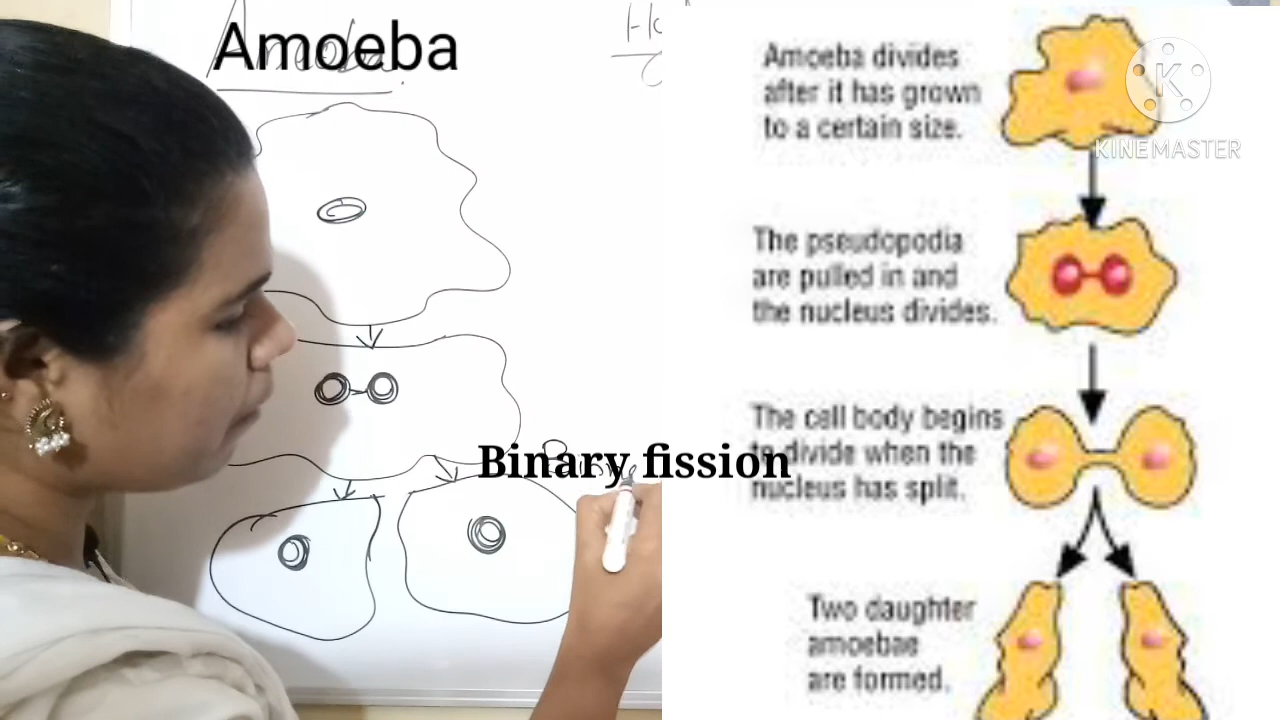 Amoeba
Binary fission
Amoeba divides
after it has grown
to a certain size.
The pseudopodia
are pulled in and
the nucleus divides.
The cell body begins
to divide when the
nucleus has split.
Two daughter
amoebae
are formed.
K
KINEMASTER